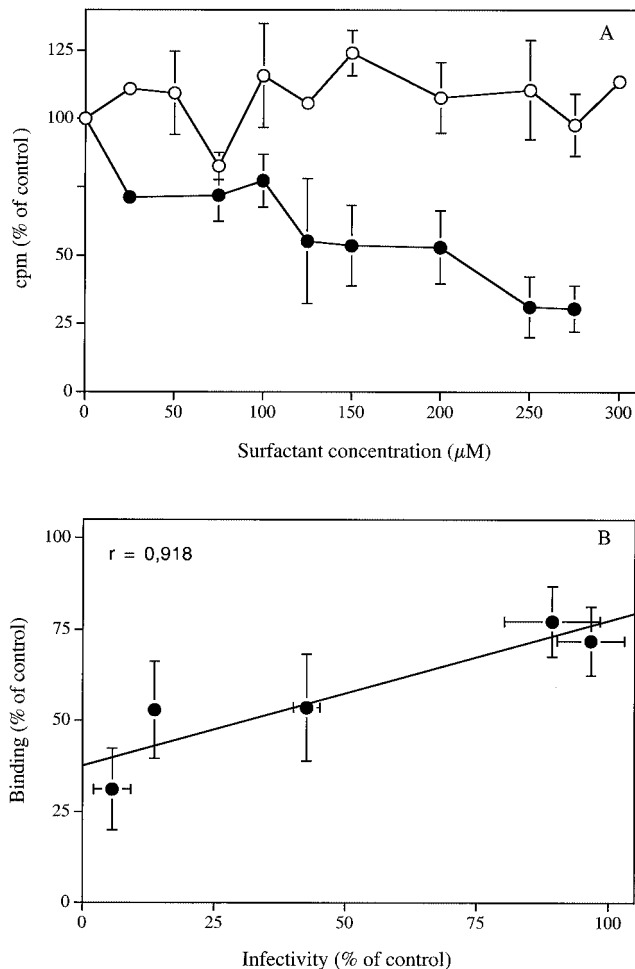 A
125
100
50
25
0
cpm (% of control)
0 50 100 150 200 250 300
Surfactant concentration (μM)
B
r = 0,918
100
75
50
25
0
Binding (% of control)
0 25 50 75 100
Infectivity (% of control)